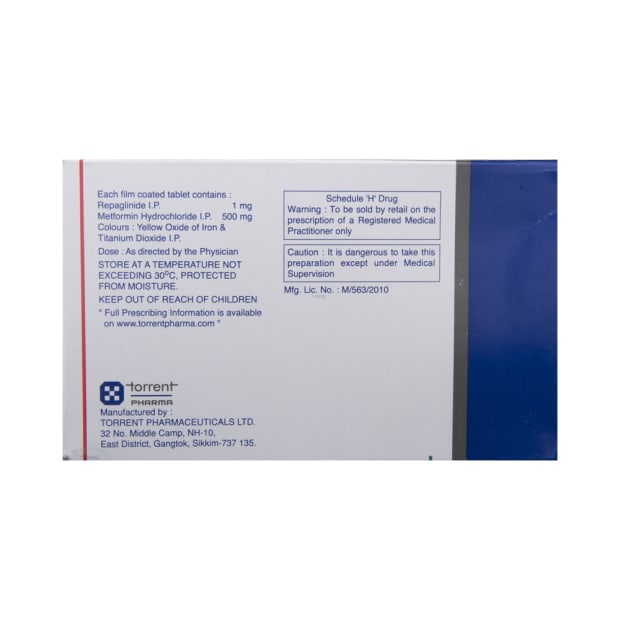 Each film coated tablet contains :
Repaglinide I.P. 1 mg
Metformin Hydrochloride I.P. 500 mg
Colours : Yellow Oxide of Iron &
Titanium Dioxide I.P.
Dose : As directed by the Physician
STORE AT A TEMPERATURE NOT
EXCEEDING 30⁰C, PROTECTED
FROM MOISTURE.
KEEP OUT OF REACH OF CHILDREN
" Full Prescribing Information is available
on www.torrentpharma.com "
Schedule 'H' Drug
Warning : To be sold by retail on the
prescription of a Registered Medical
Practitioner only
Caution : It is dangerous to take this
preparation except under Medical
Supervision
Mfg. Lic. No. : M/563/2010
torrent
PHARMA
Manufactured by :
TORRENT PHARMACEUTICALS LTD.
32 No. Middle Camp, NH-10,
East District, Gangtok, Sikkim-737 135.